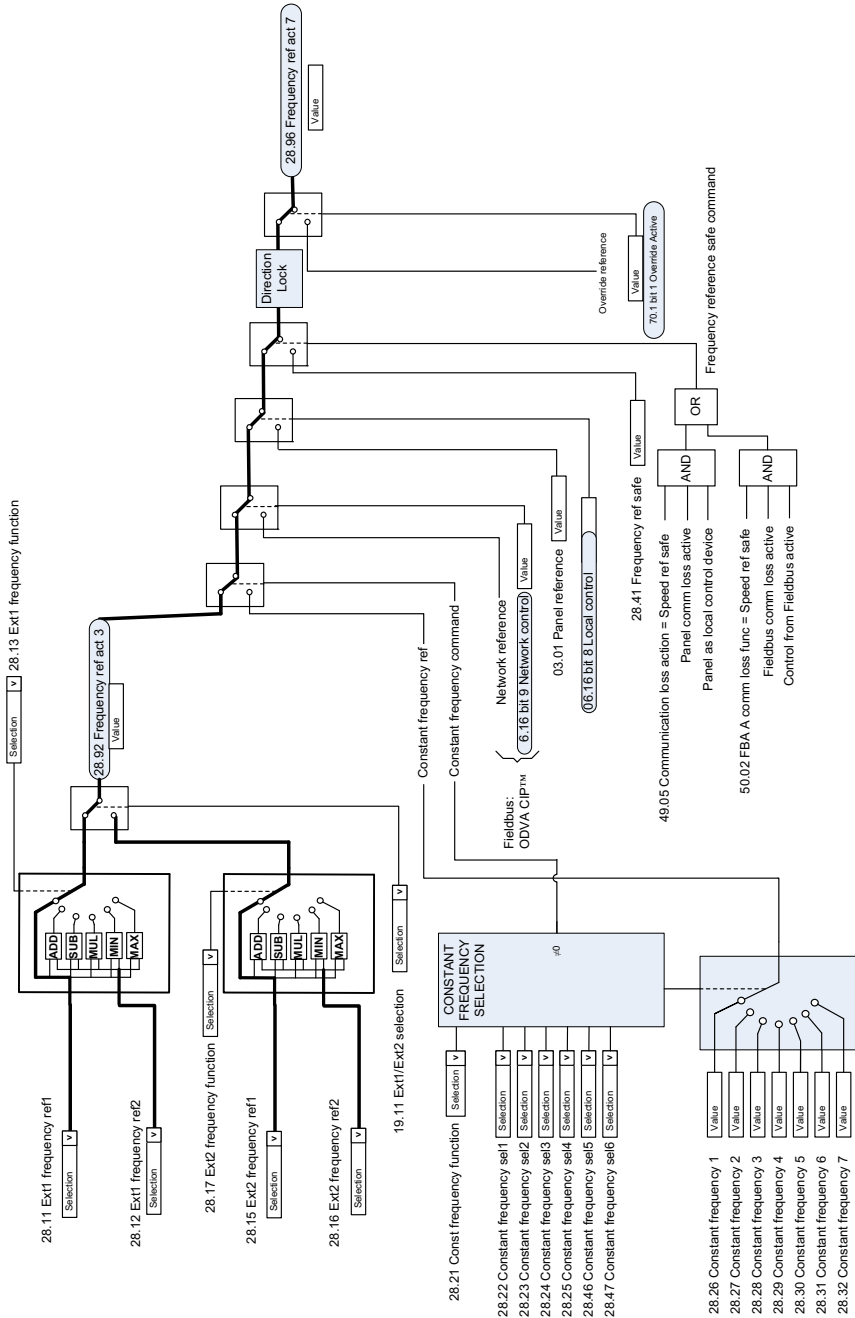 28.11 Ext1 frequency ref1
Selection v
28.12 Ext1 frequency ref2
Selection v
ADD
SUB
MUL
MIN
MAX
Selection v 28.13 Ext1 frequency function
28.17 Ext2 frequency function Selection v
28.15 Ext2 frequency ref1
Selection v
28.16 Ext2 frequency ref2
Selection v
ADD
SUB
MUL
MIN
MAX
19.11 Ext1/Ext2 selection
Selection v
28.92 Frequency ref act 3
Value
28.21 Const frequency function Selection v
28.22 Constant frequency sel1 Selection v
28.23 Constant frequency sel2 Selection v
28.24 Constant frequency sel3 Selection v
28.25 Constant frequency sel4 Selection v
28.46 Constant frequency sel5 Selection v
28.47 Constant frequency sel6 Selection v
CONSTANT
FREQUENCY
SELECTION
≠0
28.26 Constant frequency 1 Value
28.27 Constant frequency 2 Value
28.28 Constant frequency 3 Value
28.29 Constant frequency 4 Value
28.30 Constant frequency 5 Value
28.31 Constant frequency 6 Value
28.32 Constant frequency 7 Value
Constant frequency ref
Constant frequency command
Network reference
Fieldbus:
ODVA CIP™
6.16 bit 9 Network control Value
03.01 Panel reference Value
06.16 bit 8 Local control
28.41 Frequency ref safe Value
49.05 Communication loss action = Speed ref safe
Panel comm loss active
Panel as local control device
AND
50.02 FBA A comm loss func = Speed ref safe
Fieldbus comm loss active
Control from Fieldbus active
AND
OR
Frequency reference safe command
Direction
Lock
Override reference
Value
70.1 bit 1 Override Active
28.96 Frequency ref act 7
Value